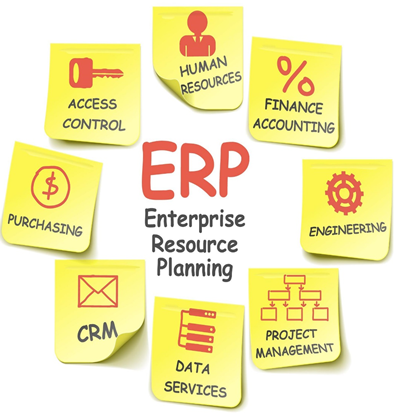 HUMAN
RESOURCES
ACCESS
CONTROL
%
FINANCE
ACCOUNTING
ERP
Enterprise
Resource
Planning
$
PURCHASING
ENGINEERING
CRM
DATA
SERVICES
PROJECT
MANAGEMENT